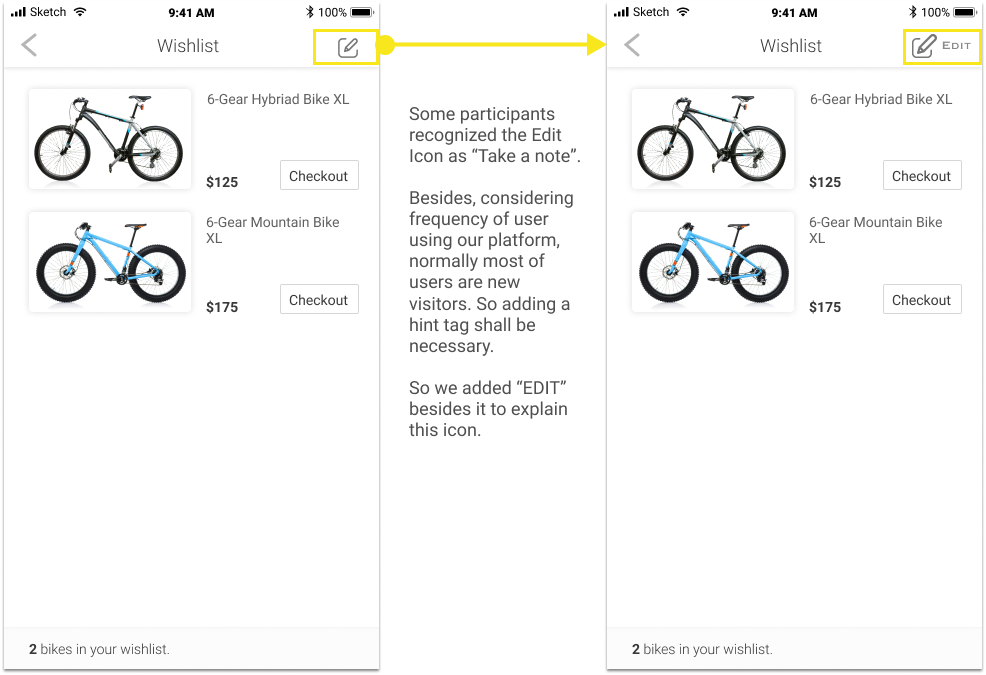 Sketch 9:41 AM 100%
Wishlist
6-Gear Hybriad Bike XL
$125 Checkout
6-Gear Mountain Bike
XL
$175 Checkout
2 bikes in your wishlist.
Some participants
recognized the Edit
Icon as “Take a note”.
Besides, considering
frequency of user
using our platform,
normally most of
users are new
visitors. So adding a
hint tag shall be
necessary.
So we added “EDIT”
besides it to explain
this icon.
Sketch 9:41 AM 100%
Wishlist EDIT
6-Gear Hybriad Bike XL
$125 Checkout
6-Gear Mountain Bike
XL
$175 Checkout
2 bikes in your wishlist.